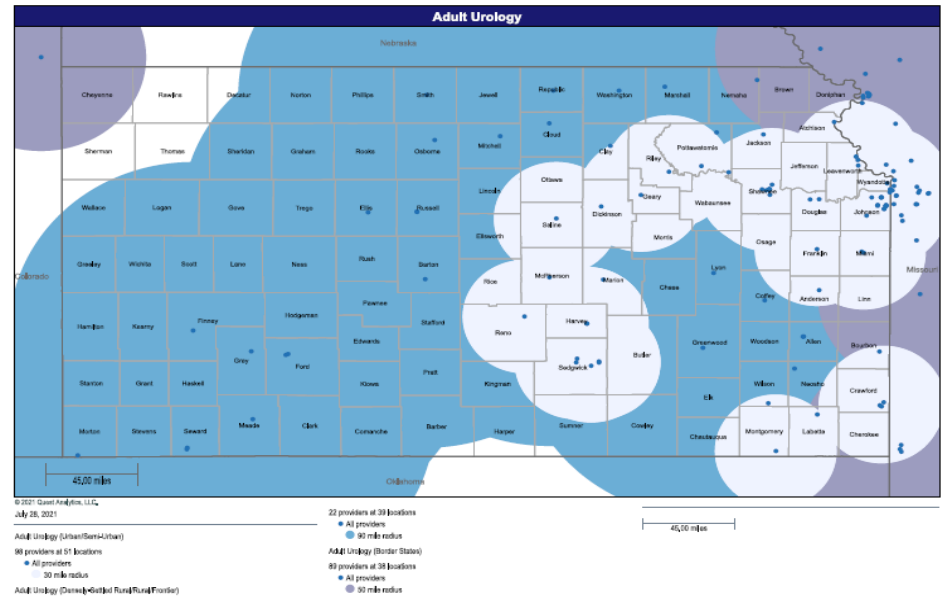 Adult Urology
Nebraska
Cheyenne Rawlins Decatur Norton Phillips Smith Jewell Republic Washington Marshall Nemaha Brown Doniphan
Sherman Thomas Sheridan Graham Rooks Osborne Mitchell Cloud Clay Riley Pottawatomie Jackson Atchison
Jefferson Leavenworth Wyandotte
Wallace Logan Gove Trego Ellis Russell Lincoln Ottawa Saline Dickinson Geary Wabaunsee Shawnee Douglas Johnson
Ellsworth Morris Osage Franklin Miami
Colorado Greeley Wichita Scott Lane Ness Rush Barton Rice McPherson Marion Chase Lyon Coffey Anderson Linn Missouri
Hamilton Kearny Finney Hodgeman Pawnee Stafford Reno Harvey
Grey Ford Edwards Pratt Sedgwick Butler Greenwood Woodson Allen Bourbon
Stanton Grant Haskell Kiowa Kingman Elk Wilson Neosho Crawford
Morton Stevens Seward Meade Clark Comanche Barber Harper Sumner Cowley Chautauqua Montgomery Labette Cherokee
45.00 miles
Oklahoma
© 2021 Quest Analytics, LLC.
July 28, 2021
Adult Urology (Urban/Semi-Urban)
98 providers at 51 locations
All providers
30 mile radius
Adult Urology (Densely-Settled Rural/Rural/Frontier)
22 providers at 39 locations
All providers
90 mile radius
Adult Urology (Border States)
89 providers at 38 locations
All providers
50 mile radius
45.00 miles